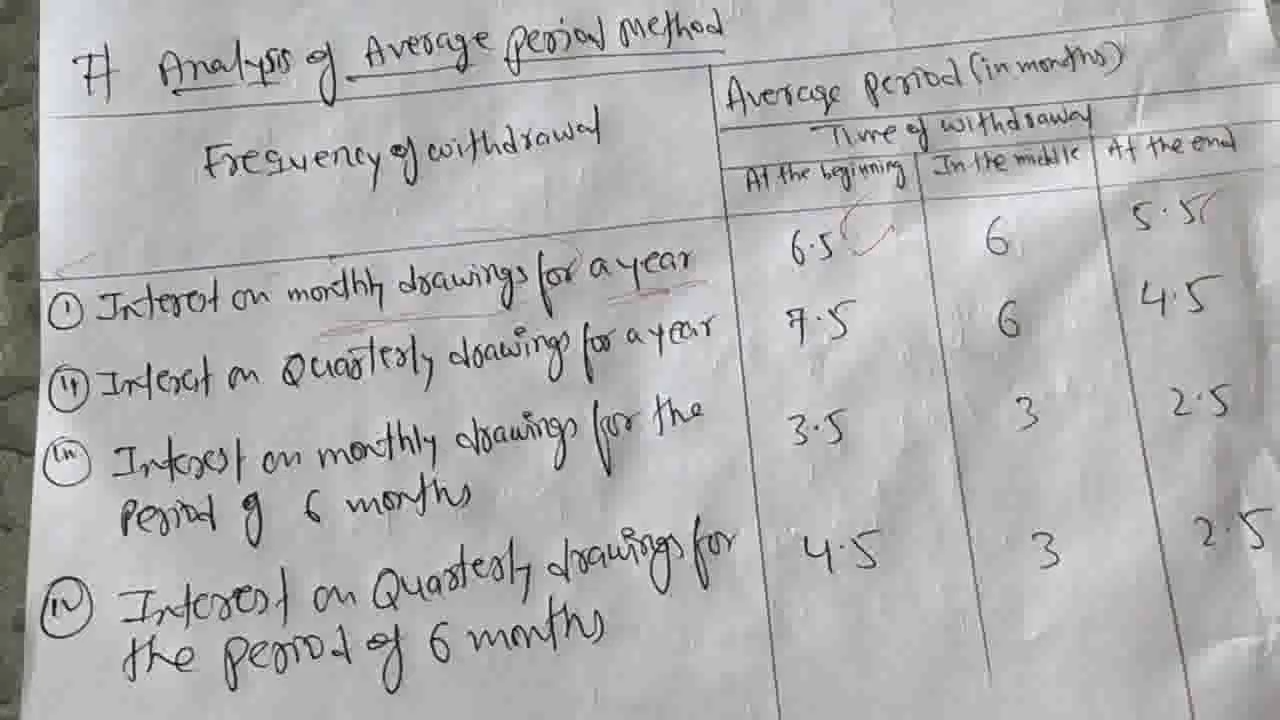 7) Analysis of Average period Method
Frequency of withdrawal
Average period (in months)
Time of withdrawal
At the beginning In the middle At the end
(i) Interest on monthly drawings for a year 6.5 6 5.5
(ii) Interest on Quarterly drawings for a year 7.5 6 4.5
(iii) Interest on monthly drawings for the 3.5 3 2.5
period of 6 months
(iv) Interest on Quarterly drawings for 4.5 3 2.5
the period of 6 months